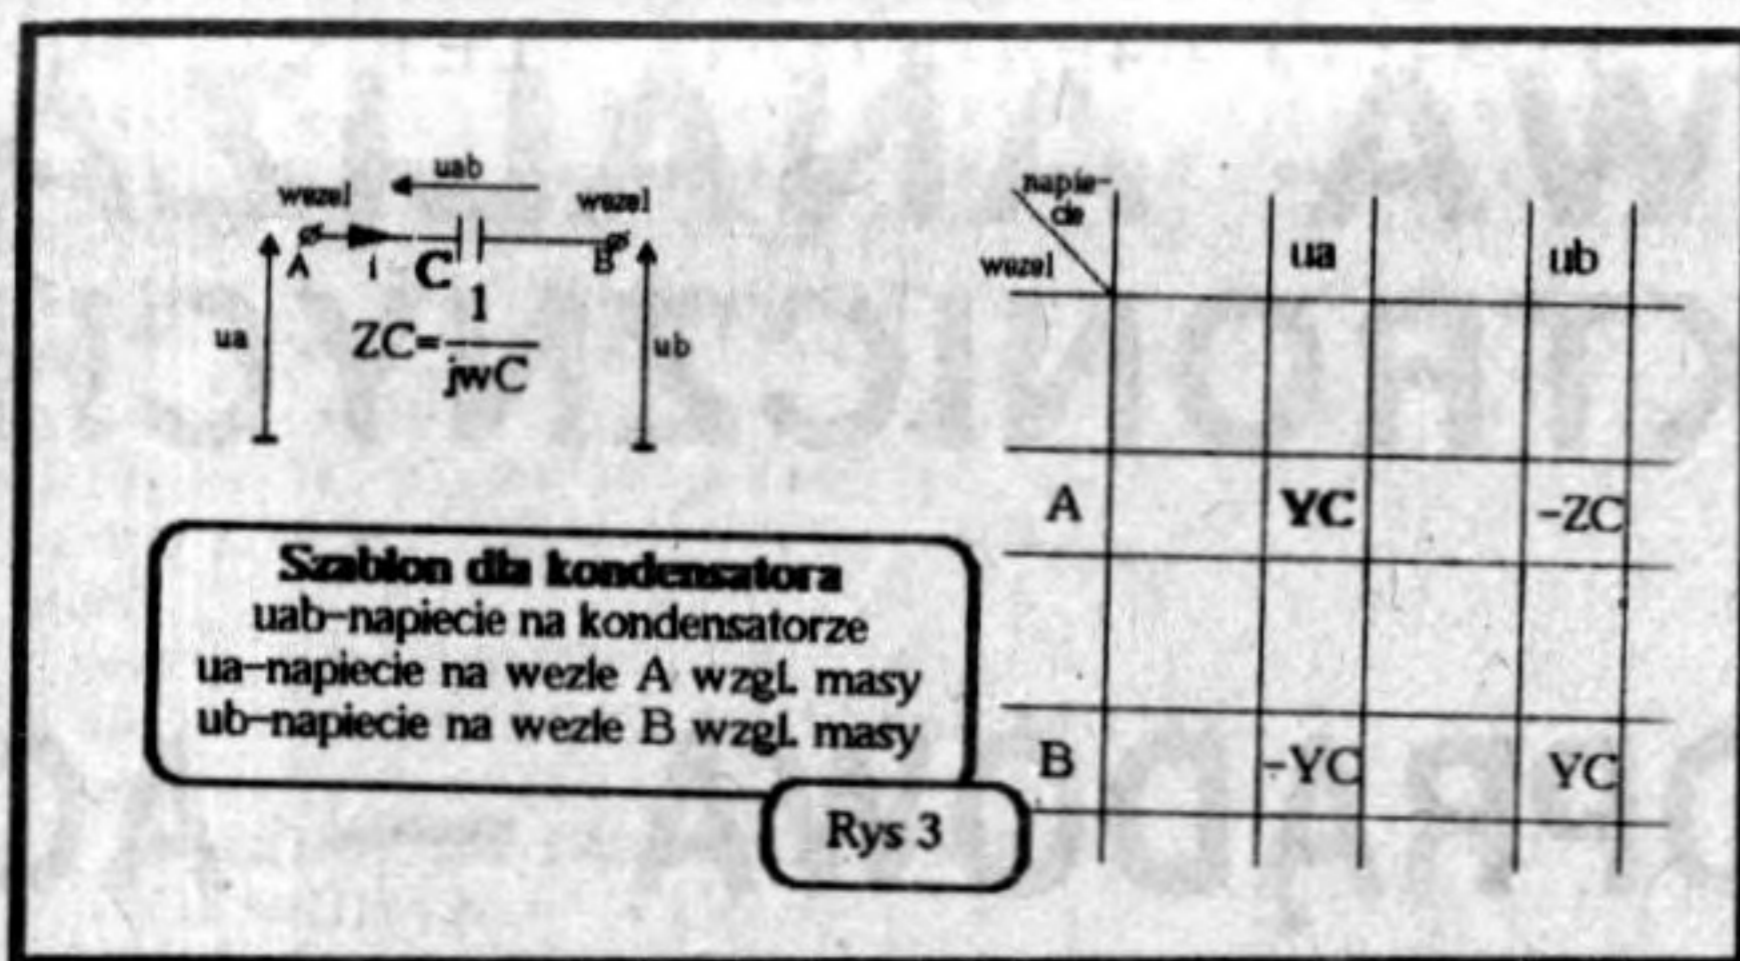 uab
wezel
wezel
A
i
C
B
ua
ZC=
1
jwC
ub
Szablon dla kondensatora
uab-napiecie na kondensatorze
ua-napiecie na wezle A wzgl. masy
ub-napiecie na wezle B wzgl. masy
Rys 3
napie-
cie
wezel
ua
ub
A
YC
-ZC
B
-YC
YC